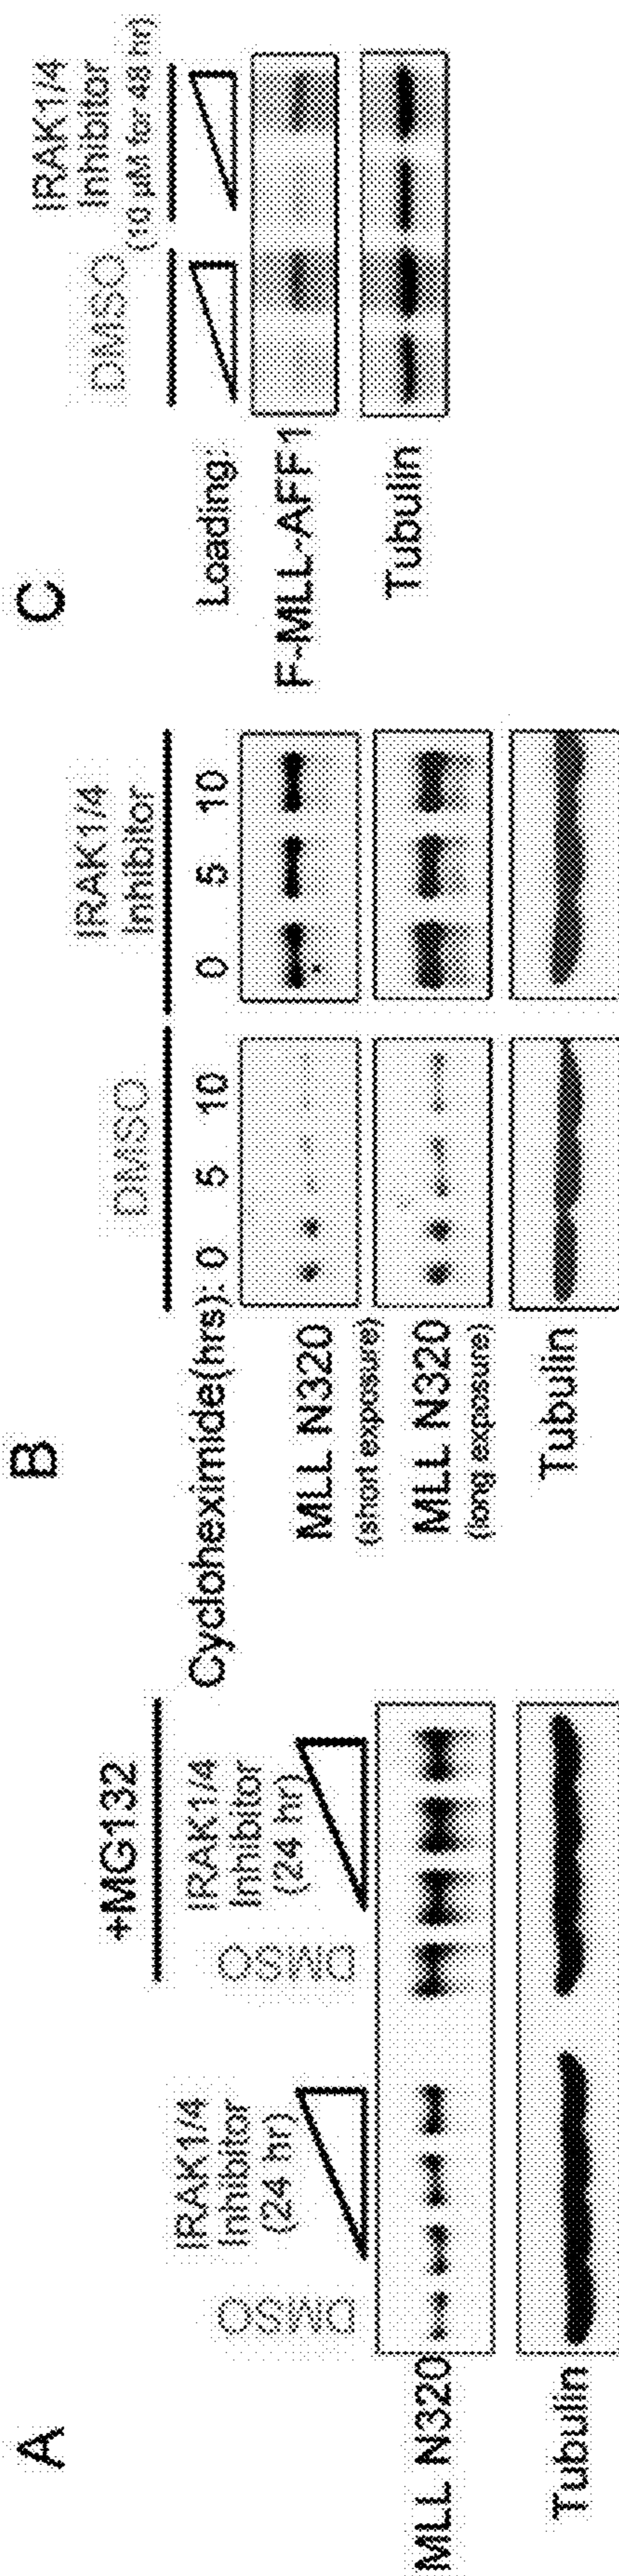 A
+MG132
IRAK1/4
Inhibitor
(24 hr)
DMSO
IRAK1/4
Inhibitor
(24 hr)
DMSO
MLL N320
Tubulin
B
DMSO
IRAK1/4
Inhibitor
Cycloheximide(hrs): 0 5 10 0 5 10
MLL N320
(short exposure)
MLL N320
(long exposure)
Tubulin
C
DMSO
IRAK1/4
Inhibitor
(10 µM for 48 hr)
Loading:
F-MLL-AFF1
Tubulin